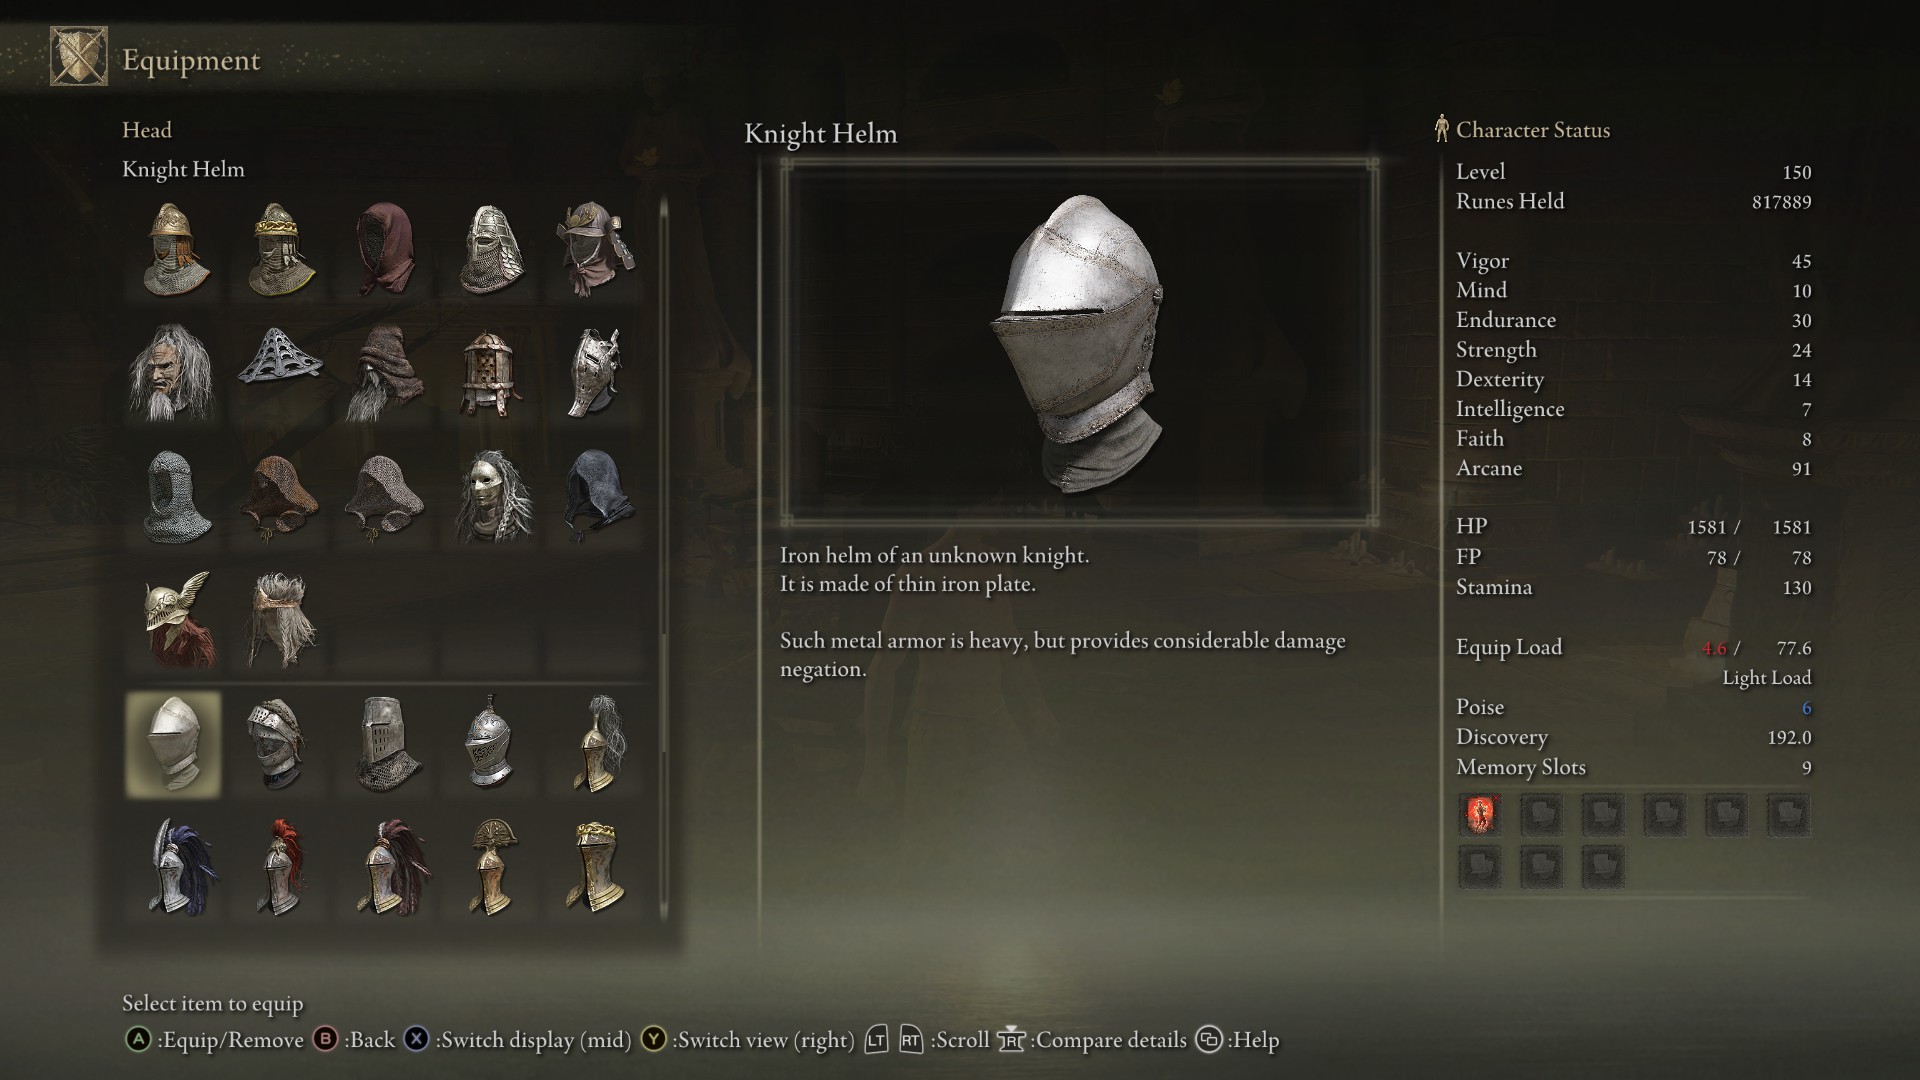 Equipment
Head
Knight Helm
Knight Helm
Iron helm of an unknown knight.
It is made of thin iron plate.
Such metal armor is heavy, but provides considerable damage
negation.
Character Status
Level 150
Runes Held 817889
Vigor 45
Mind 10
Endurance 30
Strength 24
Dexterity 14
Intelligence 7
Faith 8
Arcane 91
HP 1581 / 1581
FP 78 / 78
Stamina 130
Equip Load 4.6 / 77.6
Light Load
Poise 6
Discovery 192.0
Memory Slots 9
Select item to equip
A :Equip/Remove B :Back X :Switch display (mid) Y :Switch view (right) LT RT :Scroll R :Compare details :Help